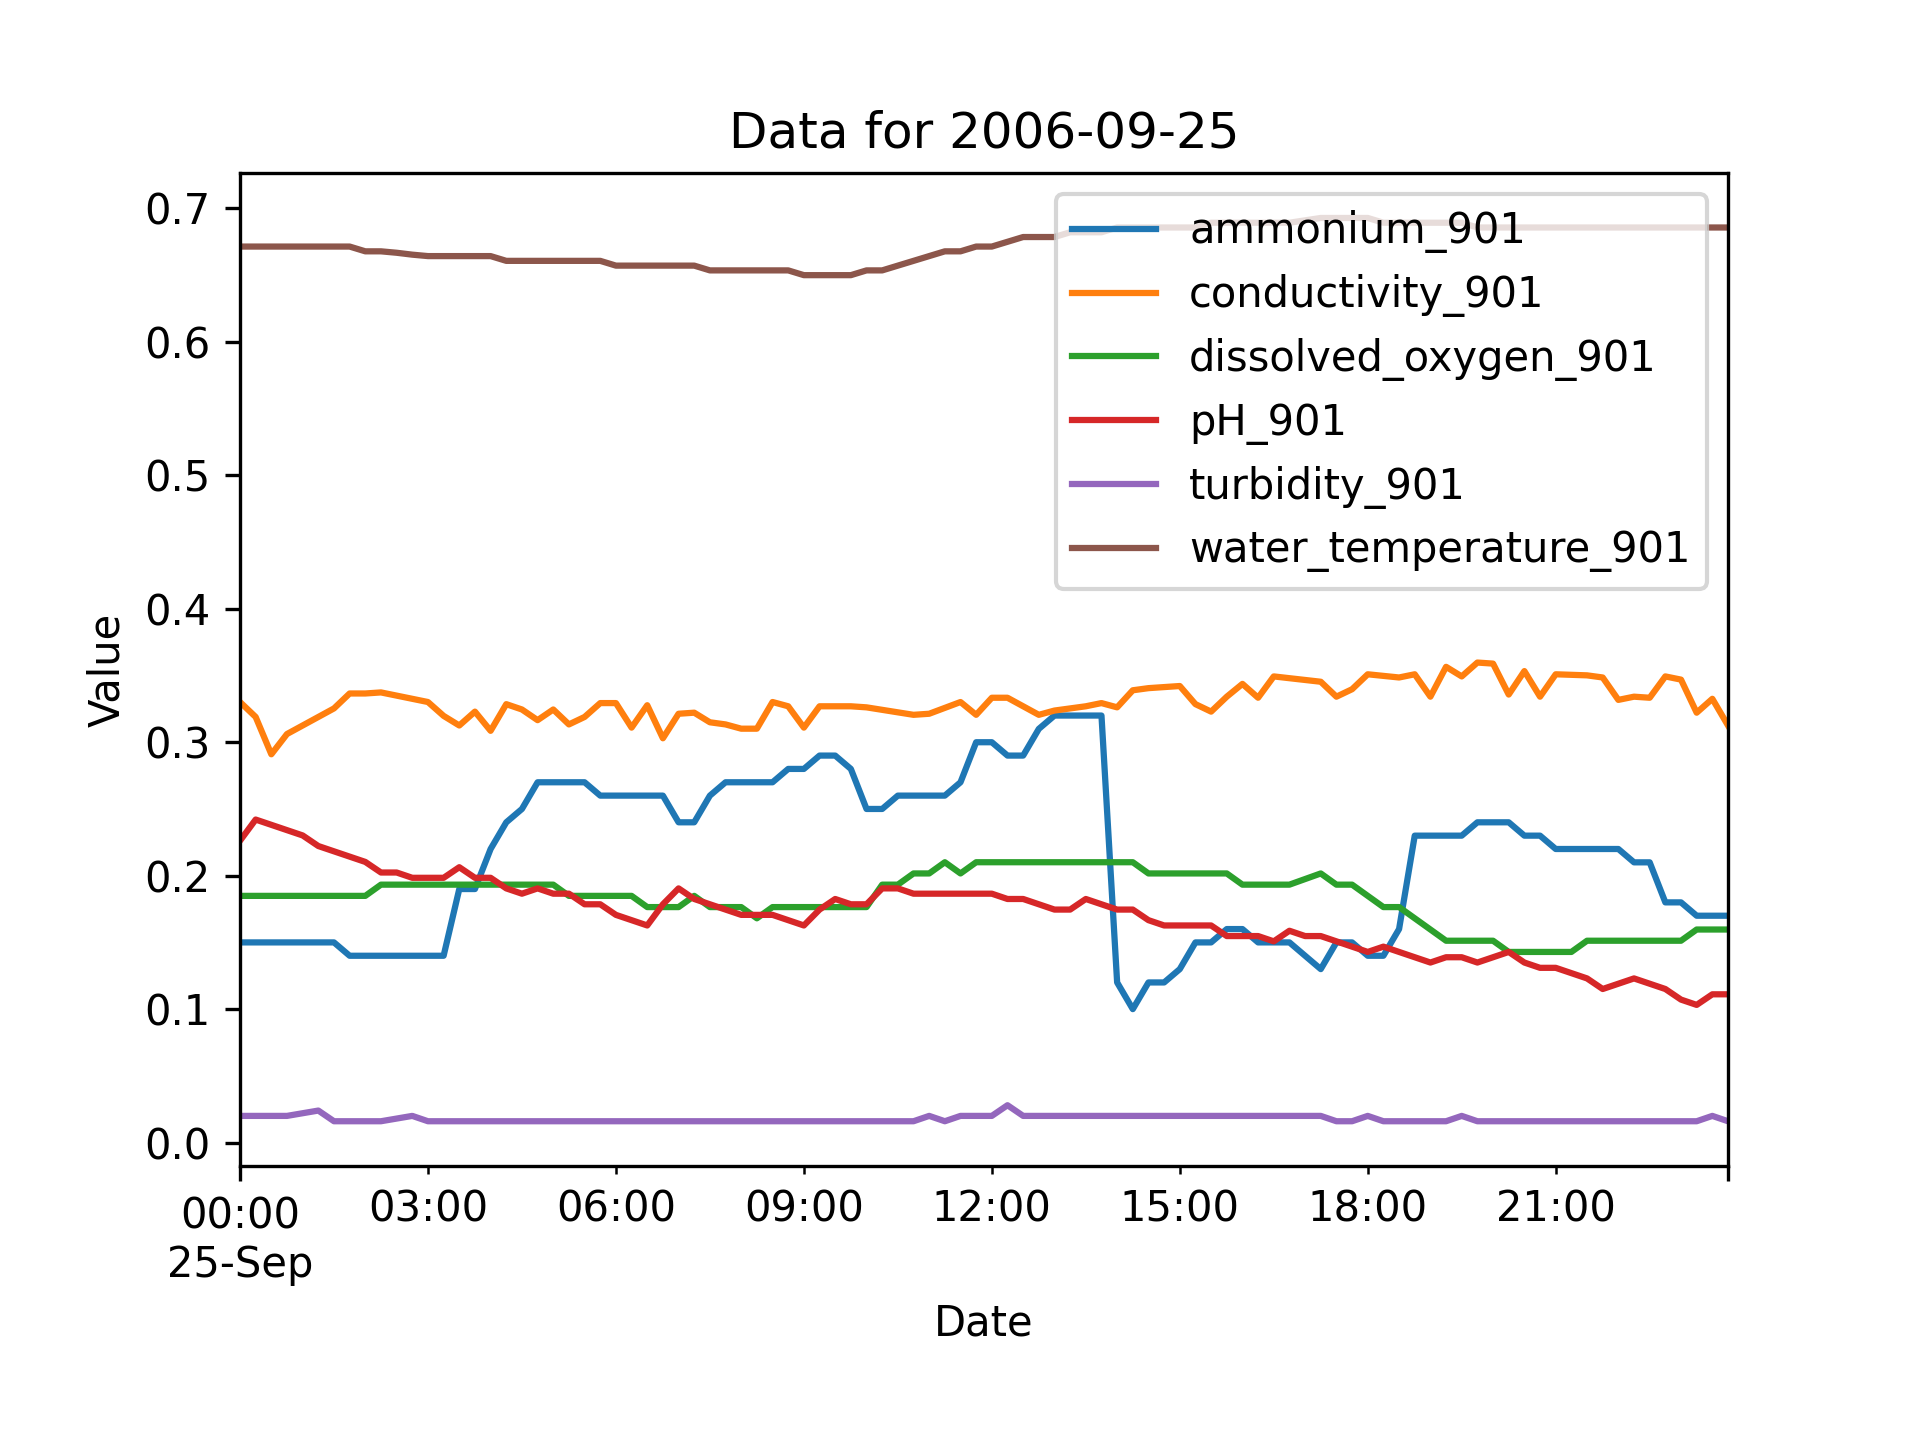 Data for 2006-09-25
0.7
0.6
0.5
0.4
0.3
0.2
0.1
0.0
Value
ammonium_901
conductivity_901
dissolved_oxygen_901
pH_901
turbidity_901
water_temperature_901
00:00 03:00 06:00 09:00 12:00 15:00 18:00 21:00
25-Sep
Date